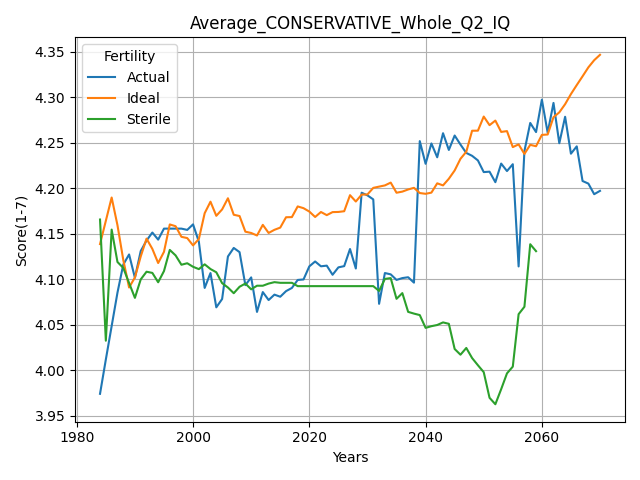 Average_CONSERVATIVE_Whole_Q2_IQ
Fertility
Actual
Ideal
Sterile
Score(1-7)
4.35
4.30
4.25
4.20
4.15
4.10
4.05
4.00
3.95
1980 2000 2020 2040 2060
Years